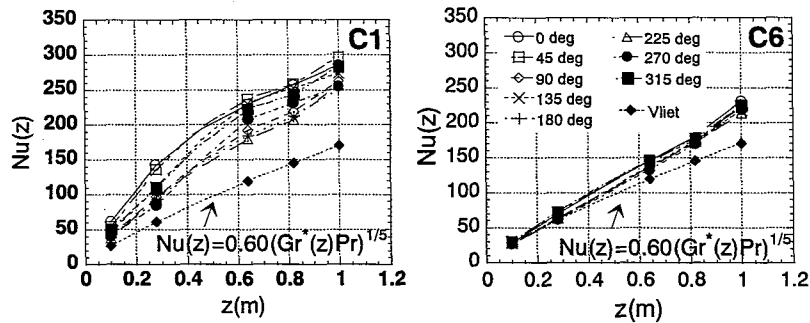 C1
350
300
250
200
150
100
50
0
Nu(z)
0 0.2 0.4 0.6 0.8 1 1.2
z(m)
Nu(z)=0.60(Gr*(z)Pr)^1/5
C6
350
300
250
200
150
100
50
0
Nu(z)
0 deg
45 deg
90 deg
135 deg
180 deg
225 deg
270 deg
315 deg
Vliet
0 0.2 0.4 0.6 0.8 1 1.2
z(m)
Nu(z)=0.60(Gr*(z)Pr)^1/5